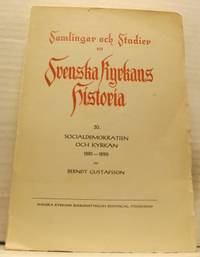 Samlingar och Studier
till
Svenska Kyrkans
Historia
30.
SOCIALDEMOKRATIEN
OCH KYRKAN
1881—1890
AV
BERNDT GUSTAFSSON
SVENSKA KYRKANS DIAKONISTYRELSES BOKFÖRLAG, STOCKHOLM